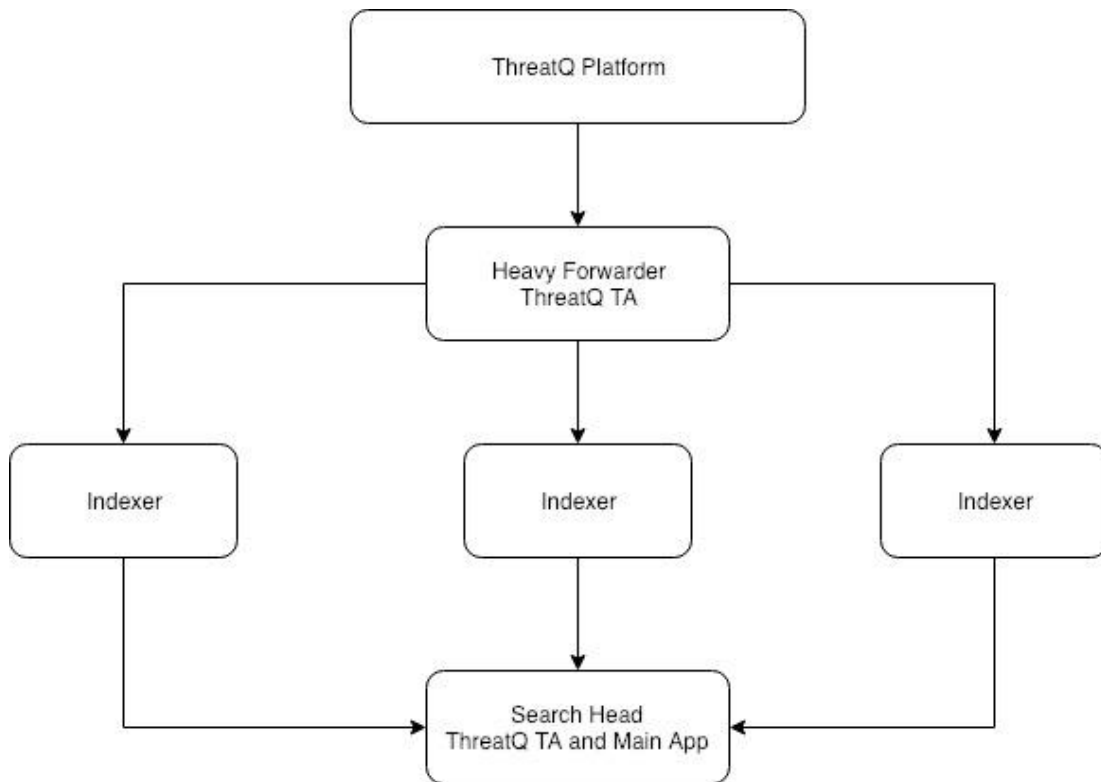 ThreatQ Platform
Heavy Forwarder
ThreatQ TA
Indexer
Indexer
Indexer
Search Head
ThreatQ TA and Main App